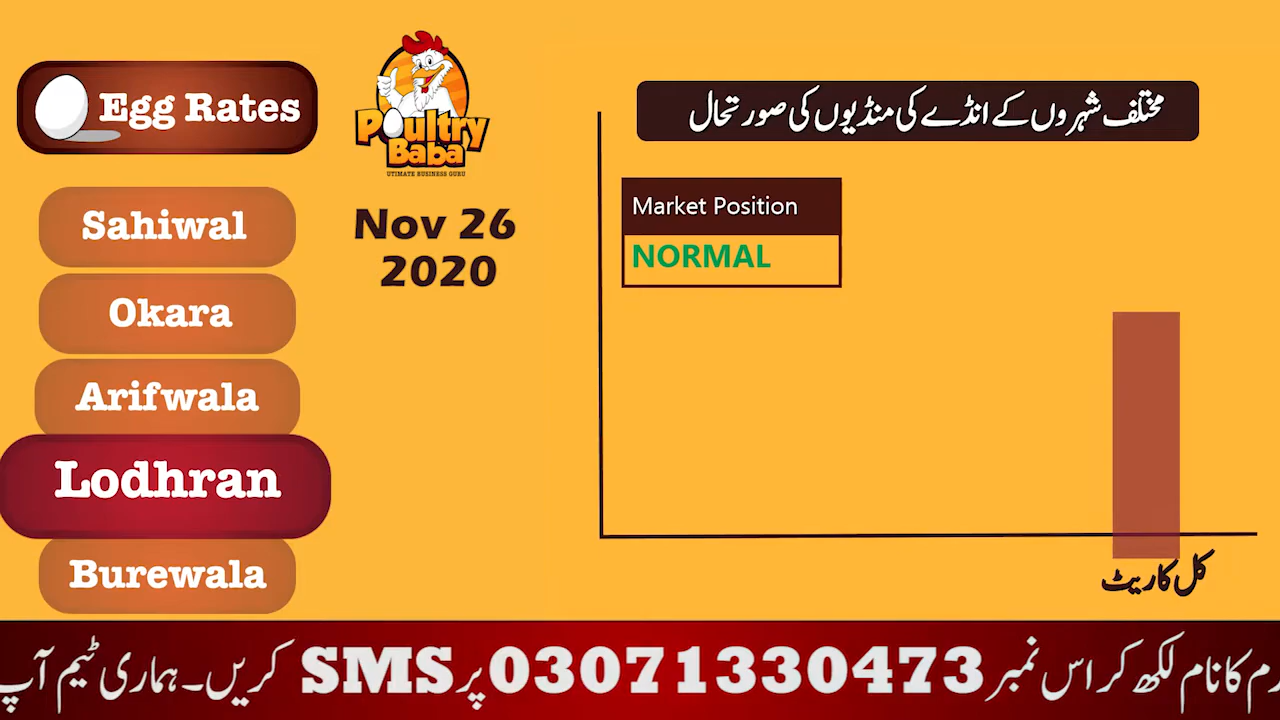 Egg Rates
Sahiwal
Okara
Arifwala
Lodhran
Burewala
Poultry
Baba
UTIMATE BUSINESS GURU
Nov 26
2020
مختلف شہروں کے انڈے کی منڈیوں کی صورتحال
Market Position
NORMAL
کل کا ریٹ
کا نام لکھ کر اس نمبر 03071330473 پر SMS کریں۔ ہماری ٹیم آپ